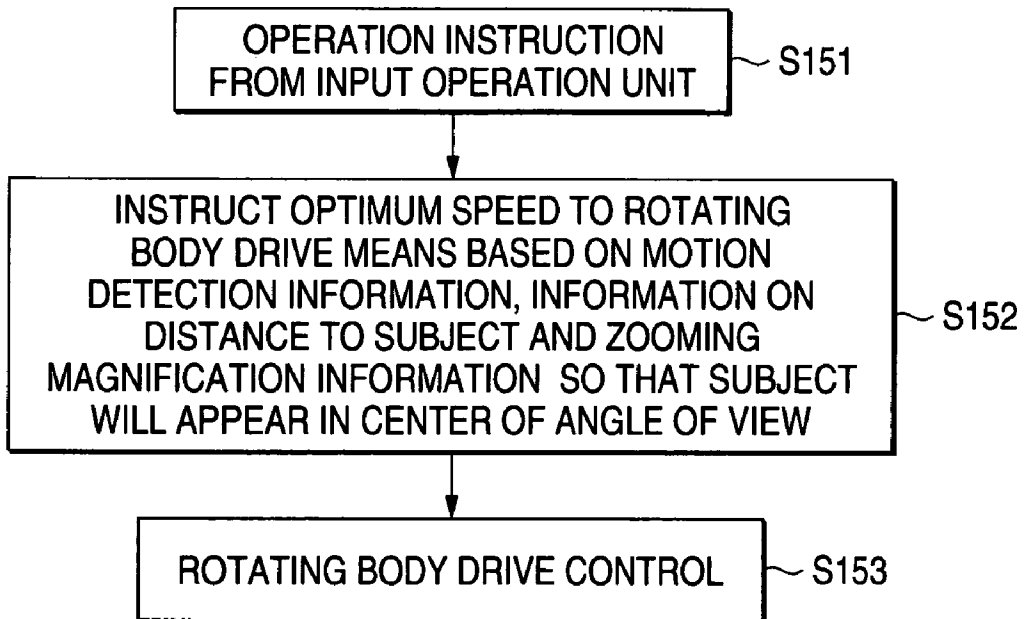 OPERATION INSTRUCTION
FROM INPUT OPERATION UNIT
S151
INSTRUCT OPTIMUM SPEED TO ROTATING
BODY DRIVE MEANS BASED ON MOTION
DETECTION INFORMATION, INFORMATION ON
DISTANCE TO SUBJECT AND ZOOMING
MAGNIFICATION INFORMATION SO THAT SUBJECT
WILL APPEAR IN CENTER OF ANGLE OF VIEW
S152
ROTATING BODY DRIVE CONTROL
S153